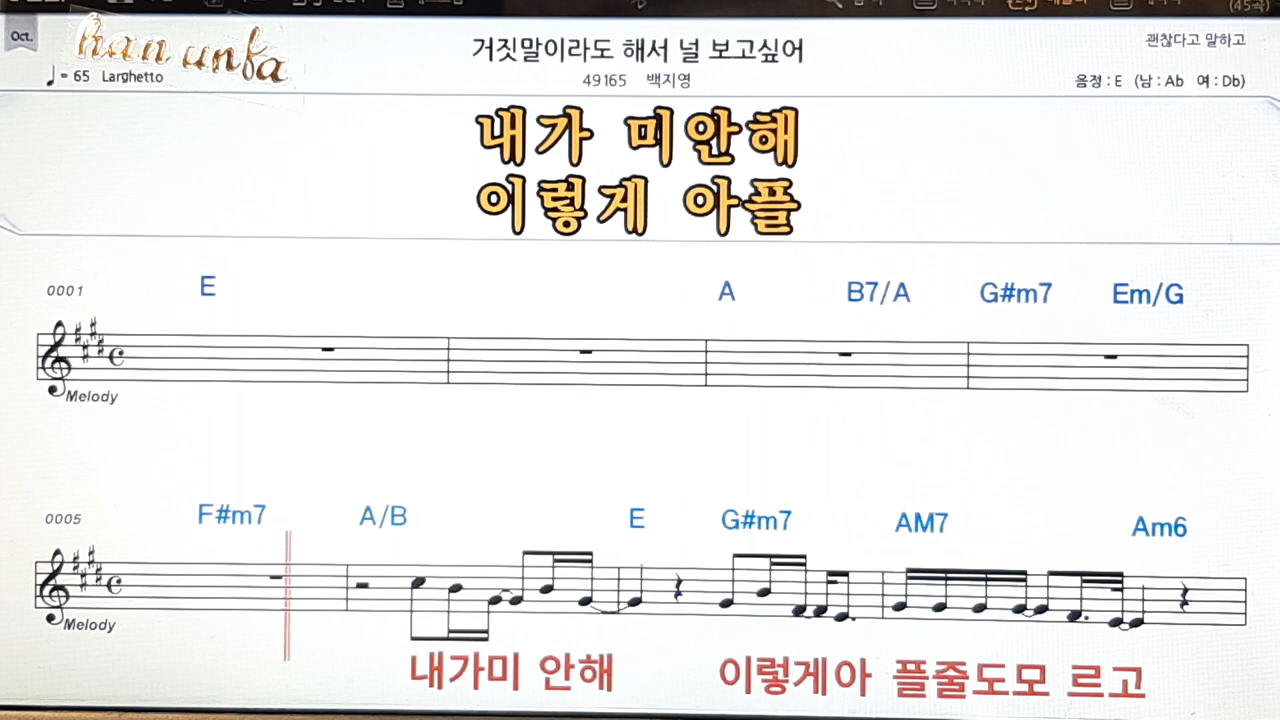 (45곡)
Oct.
han unfa
거짓말이라도 해서 널 보고싶어
괜찮다고 말하고
♩= 65 Larghetto
49165 백지영
음정 : E (남 : Ab 여 : Db)
내가 미안해
이렇게 아플
E A B7/A G#m7 Em/G
0001
Melody
F#m7 A/B E G#m7 AM7 Am6
0005
Melody
내가미 안해 이렇게아 플줄도모 르고